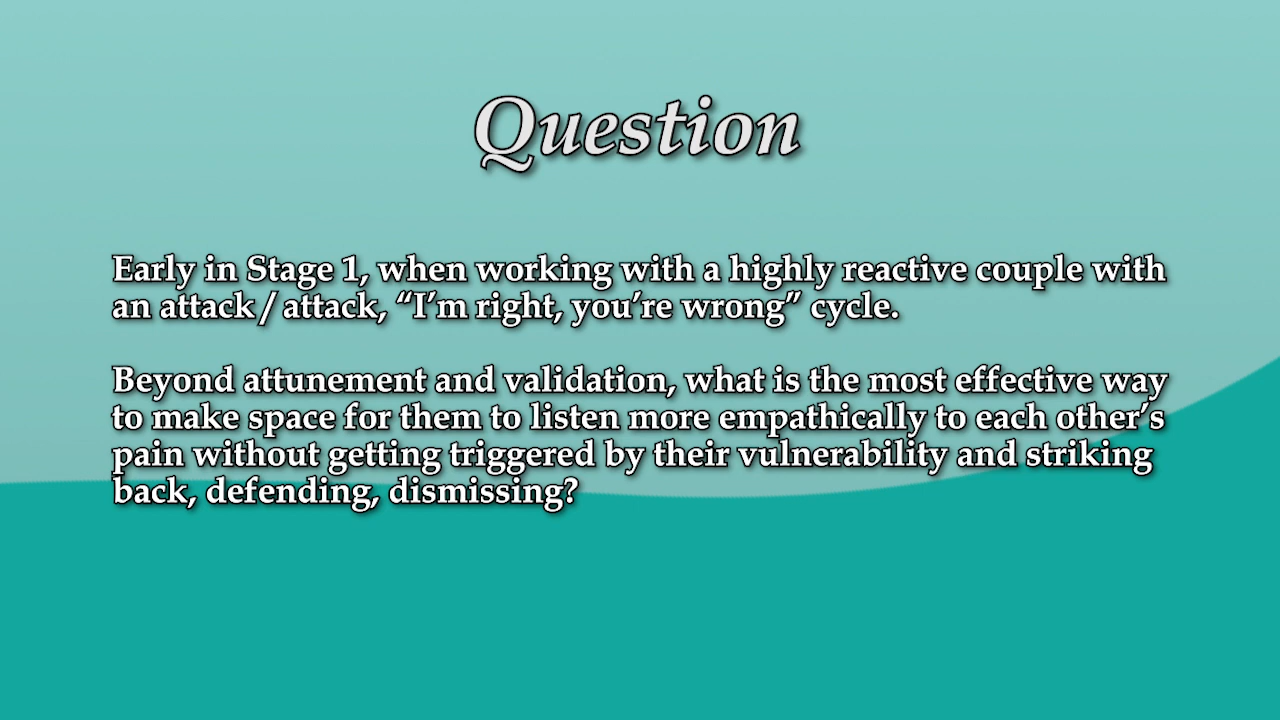 Question
Early in Stage 1, when working with a highly reactive couple with
an attack / attack, “I’m right, you’re wrong” cycle.
Beyond attunement and validation, what is the most effective way
to make space for them to listen more empathically to each other’s
pain without getting triggered by their vulnerability and striking
back, defending, dismissing?